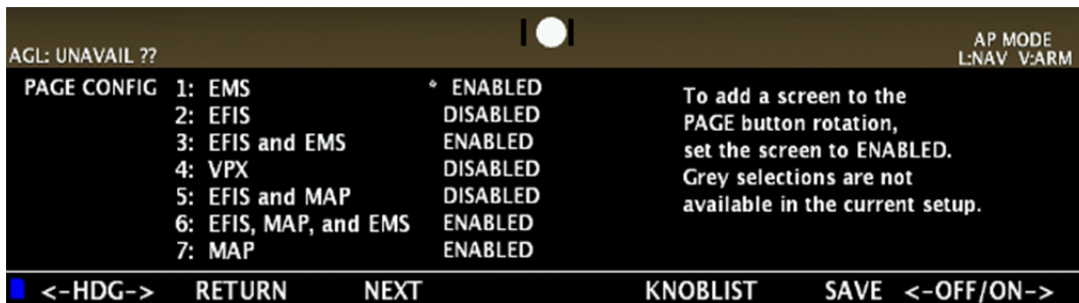 AGL: UNAVAIL ??
AP MODE
L:NAV V:ARM
PAGE CONFIG 1: EMS * ENABLED
2: EFIS DISABLED
3: EFIS and EMS ENABLED
4: VPX DISABLED
5: EFIS and MAP DISABLED
6: EFIS, MAP, and EMS ENABLED
7: MAP ENABLED
To add a screen to the
PAGE button rotation,
set the screen to ENABLED.
Grey selections are not
available in the current setup.
<-HDG-> RETURN NEXT KNOBLIST SAVE <-OFF/ON->